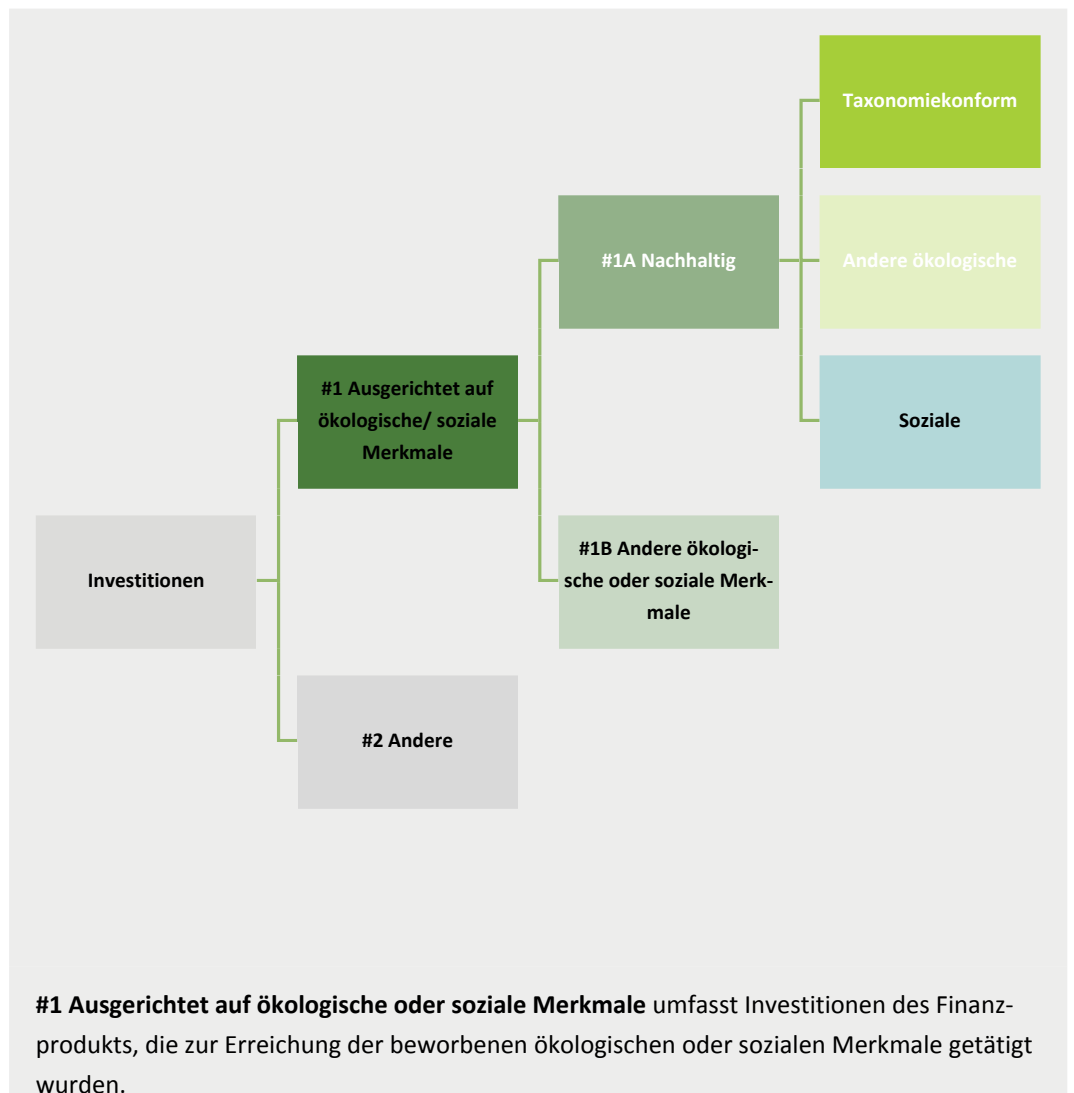 Taxonomiekonform
#1A Nachhaltig
Andere ökologische
#1 Ausgerichtet auf
ökologische/ soziale
Merkmale
Soziale
Investitionen
#1B Andere ökologi-
sche oder soziale Merk-
male
#2 Andere
#1 Ausgerichtet auf ökologische oder soziale Merkmale umfasst Investitionen des Finanz-
produkts, die zur Erreichung der beworbenen ökologischen oder sozialen Merkmale getätigt
wurden.